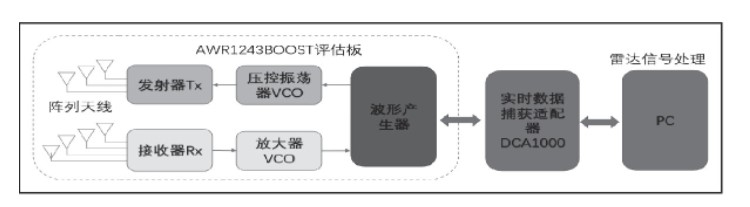 AWR1243BOOST评估板
雷达信号处理
阵列天线
发射器Tx
压控振荡
器VCO
接收器Rx
放大器
VCO
波形产
生器
实时数据
捕获适配
器
DCA1000
PC